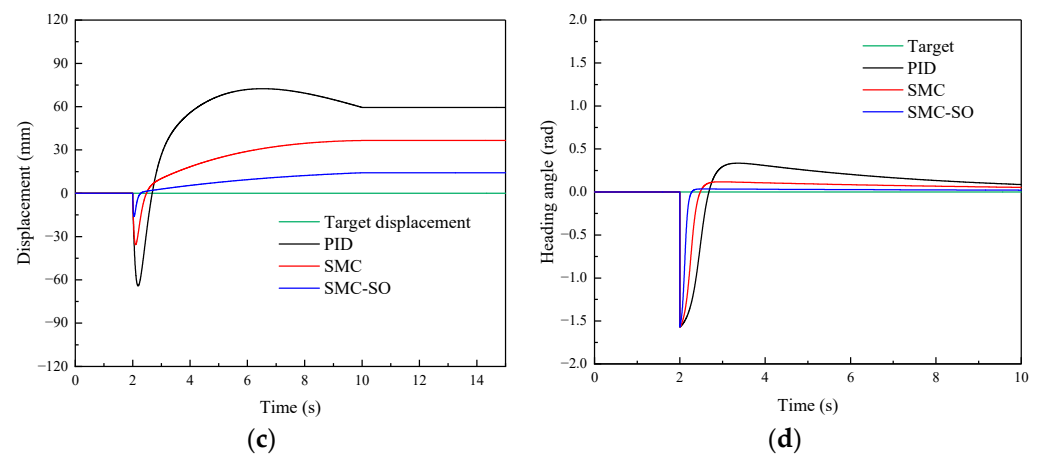 120
90
60
30
0
−30
−60
−90
−120
Displacement (mm)
Target displacement
PID
SMC
SMC-SO
0 2 4 6 8 10 12 14
Time (s)
(c)
2.0
1.5
1.0
0.5
0.0
−0.5
−1.0
−1.5
−2.0
Heading angle (rad)
Target
PID
SMC
SMC-SO
0 2 4 6 8 10
Time (s)
(d)